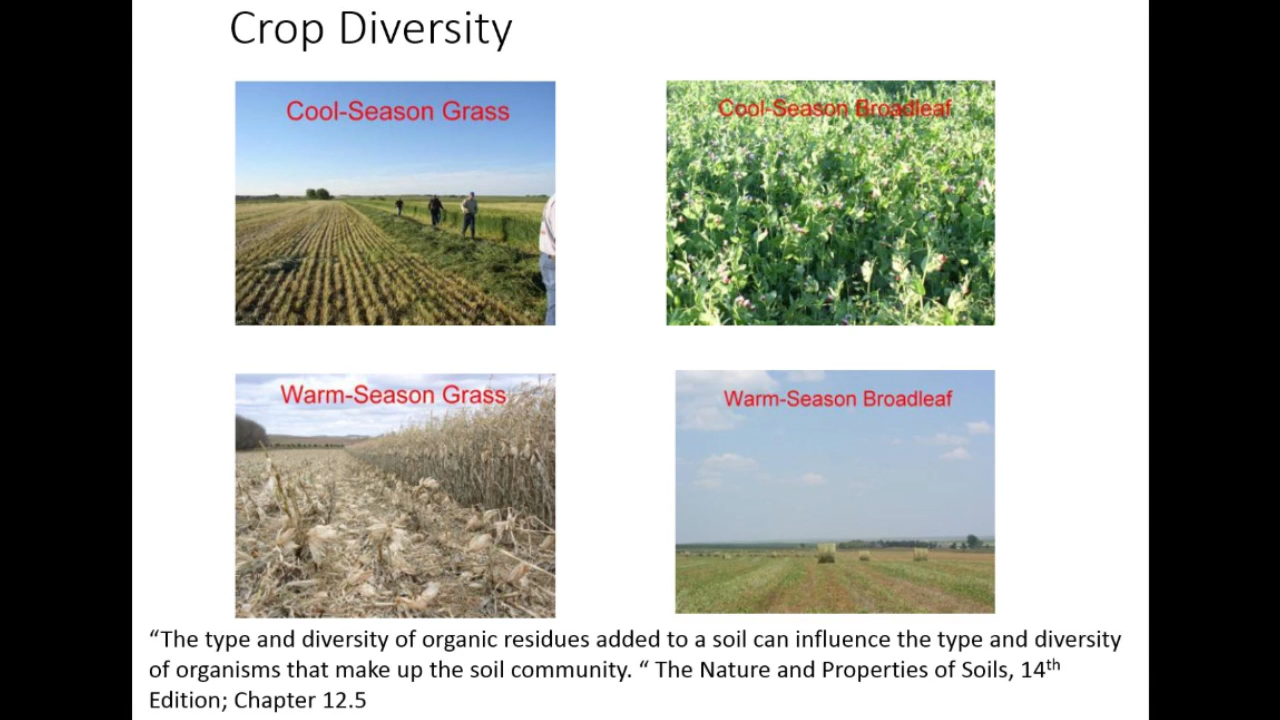 Crop Diversity
Cool-Season Grass
Cool-Season Broadleaf
Warm-Season Grass
Warm-Season Broadleaf
“The type and diversity of organic residues added to a soil can influence the type and diversity
of organisms that make up the soil community. “ The Nature and Properties of Soils, 14th
Edition; Chapter 12.5